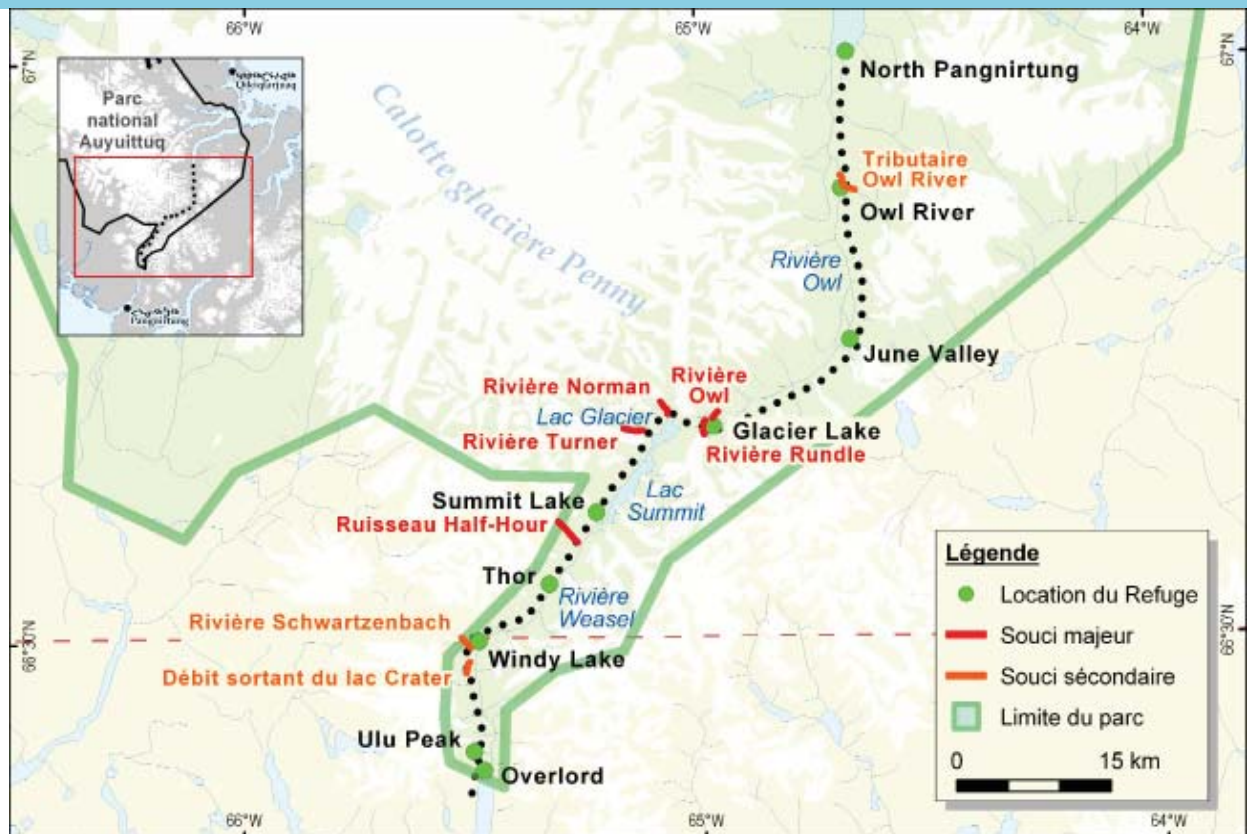 66°W
65°W
64°W
67°N
67°N
Parc
national
Auyuittuq
Qikiqtarjuaq
Pangnirtung
Calotte glacière Penny
North Pangnirtung
Tributaire
Owl River
Owl River
Rivière
Owl
June Valley
Rivière Norman
Rivière
Owl
Lac Glacier
Glacier Lake
Rivière Turner
Rivière Rundle
Summit Lake
Lac
Summit
Ruisseau Half-Hour
Thor
Rivière
Weasel
Rivière Schwartzenbach
Windy Lake
Débit sortant du lac Crater
Ulu Peak
Overlord
66°30'N
66°30'N
Légende
Location du Refuge
Souci majeur
Souci sécondaire
Limite du parc
0 15 km
66°W
65°W
64°W